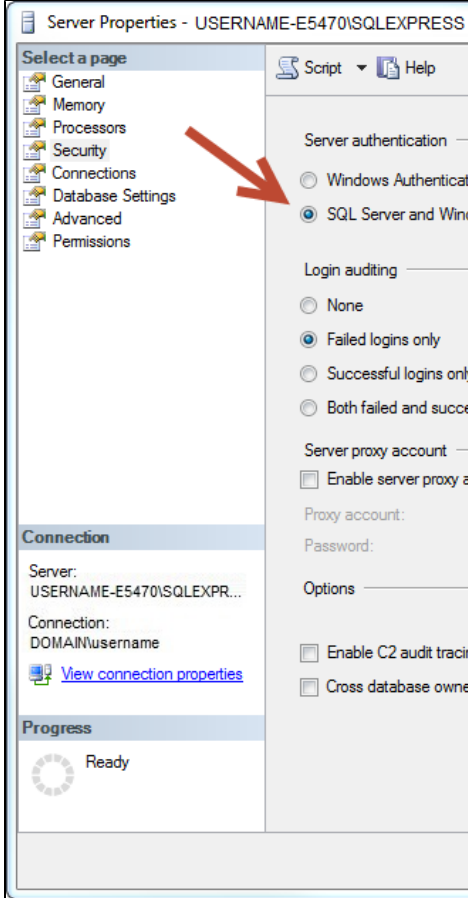 Server Properties - USERNAME-E5470\SQLEXPRESS
Select a page
General
Memory
Processors
Security
Connections
Database Settings
Advanced
Permissions
Script
Help
Server authentication
Windows Authenticat
SQL Server and Wind
Login auditing
None
Failed logins only
Successful logins only
Both failed and succe
Server proxy account
Enable server proxy a
Proxy account:
Password:
Options
Enable C2 audit tracin
Cross database owne
Connection
Server:
USERNAME-E5470\SQLEXPR...
Connection:
DOMAIN\username
View connection properties
Progress
Ready